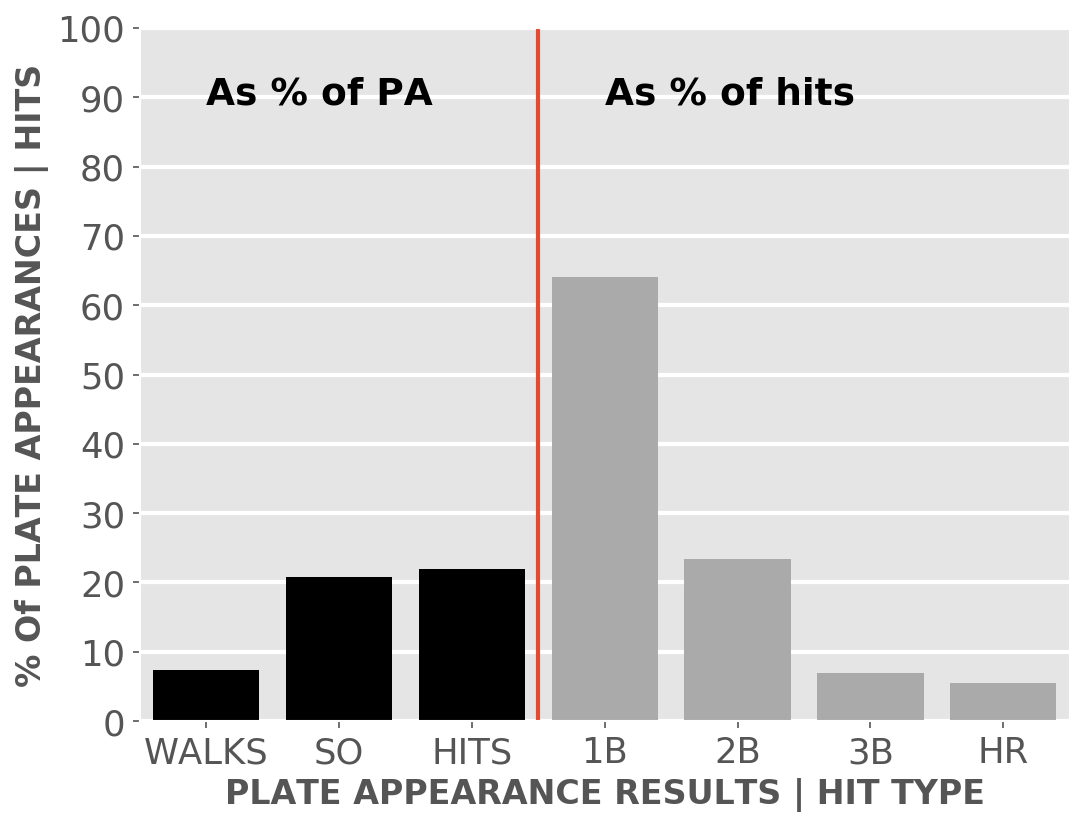 % Of PLATE APPEARANCES | HITS
100
90
80
70
60
50
40
30
20
10
0
As % of PA
As % of hits
WALKS SO HITS 1B 2B 3B HR
PLATE APPEARANCE RESULTS | HIT TYPE